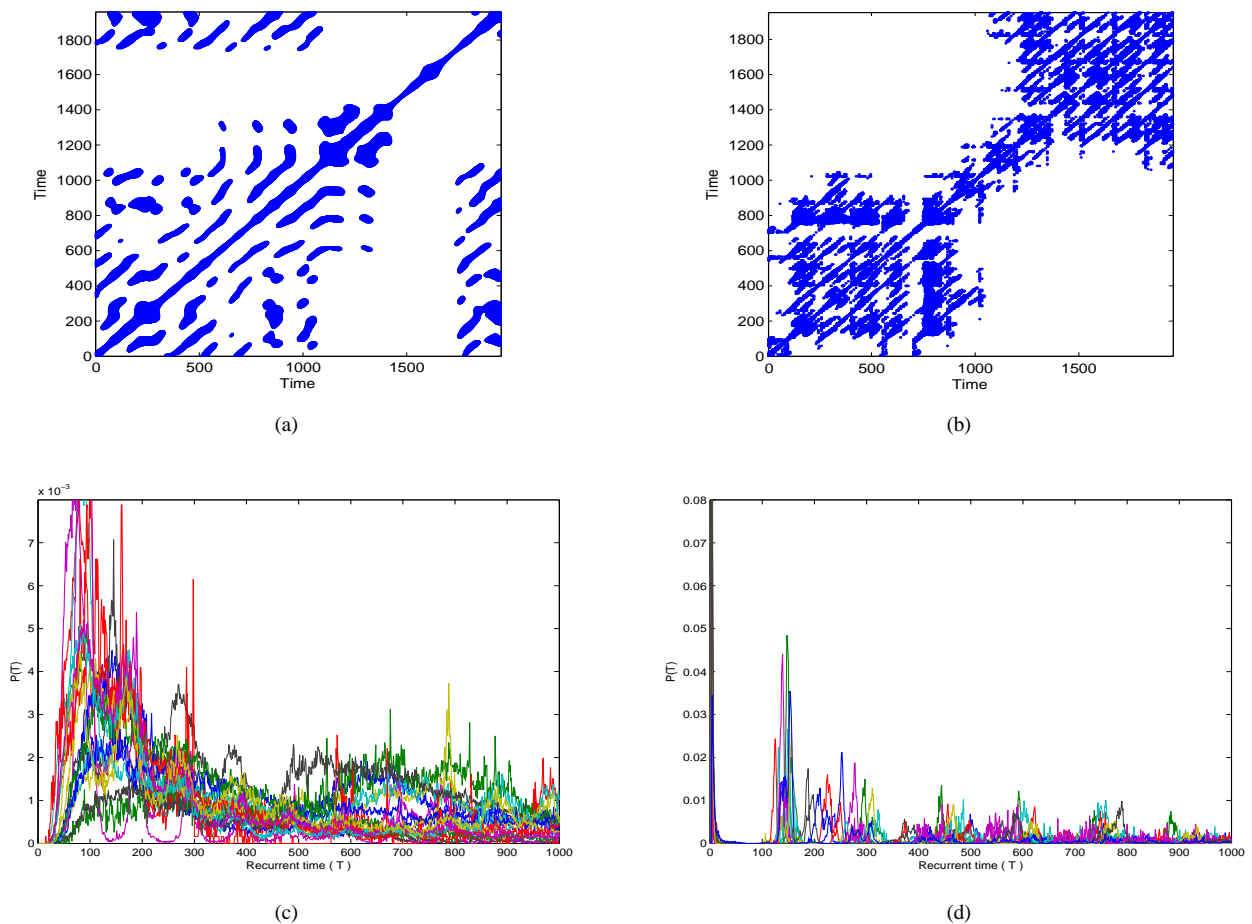 1800
1600
1400
1200
1000
800
600
400
200
0
Time
0 500 1000 1500
Time
(a)
1800
1600
1400
1200
1000
800
600
400
200
0
Time
0 500 1000 1500
Time
(b)
x 10⁻³
7
6
5
4
3
2
1
0
P(T)
0 100 200 300 400 500 600 700 800 900 1000
Recurrent time ( T )
(c)
0.08
0.07
0.06
0.05
0.04
0.03
0.02
0.01
0
P(T)
0 100 200 300 400 500 600 700 800 900 1000
Recurrent time ( T )
(d)